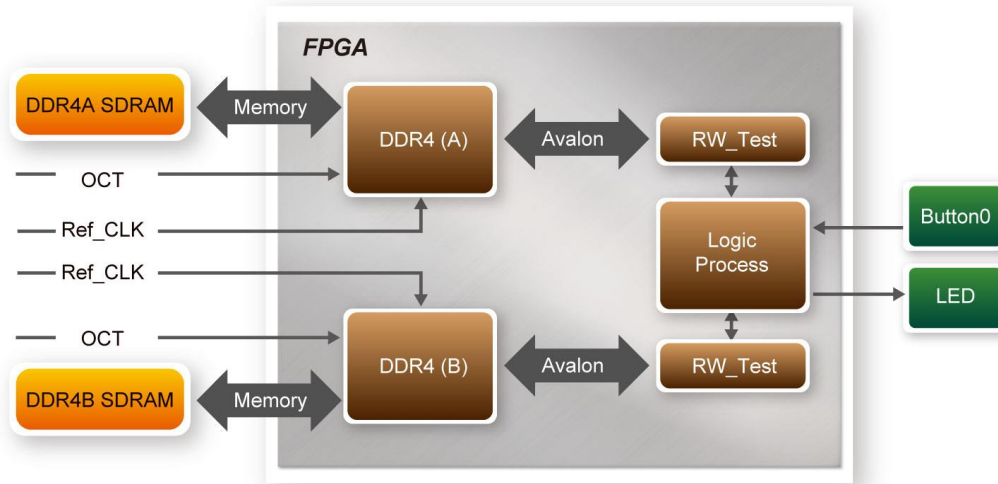 FPGA
DDR4A SDRAM
Memory
DDR4 (A)
Avalon
RW_Test
OCT
Ref_CLK
Logic
Process
Button0
Ref_CLK
LED
OCT
DDR4 (B)
Avalon
RW_Test
DDR4B SDRAM
Memory